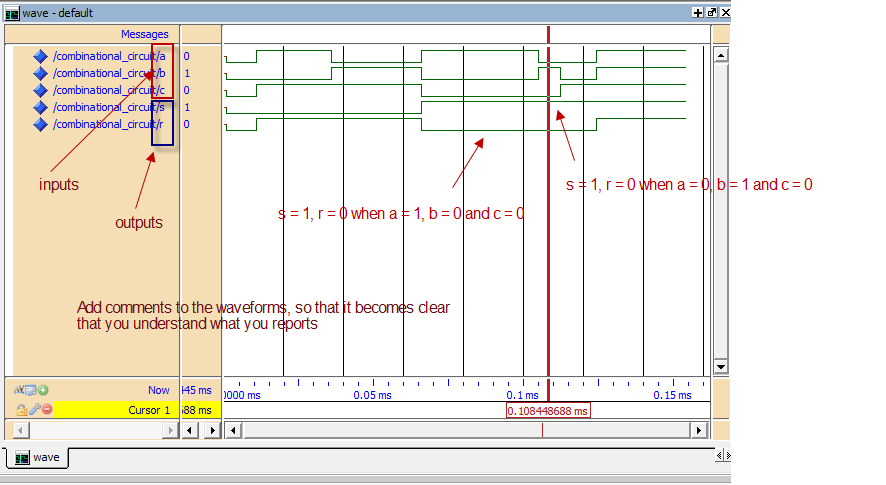 wave - default
Messages
/combinational_circuit/a 0
/combinational_circuit/b 1
/combinational_circuit/c 0
/combinational_circuit/s 1
/combinational_circuit/r 0
inputs
outputs
s = 1, r = 0 when a = 0, b = 1 and c = 0
s = 1, r = 0 when a = 1, b = 0 and c = 0
Add comments to the waveforms, so that it becomes clear
that you understand what you reports
Now 445 ms 0000 ms 0.05 ms 0.1 ms 0.15 ms
Cursor 1 688 ms 0.108448688 ms
wave